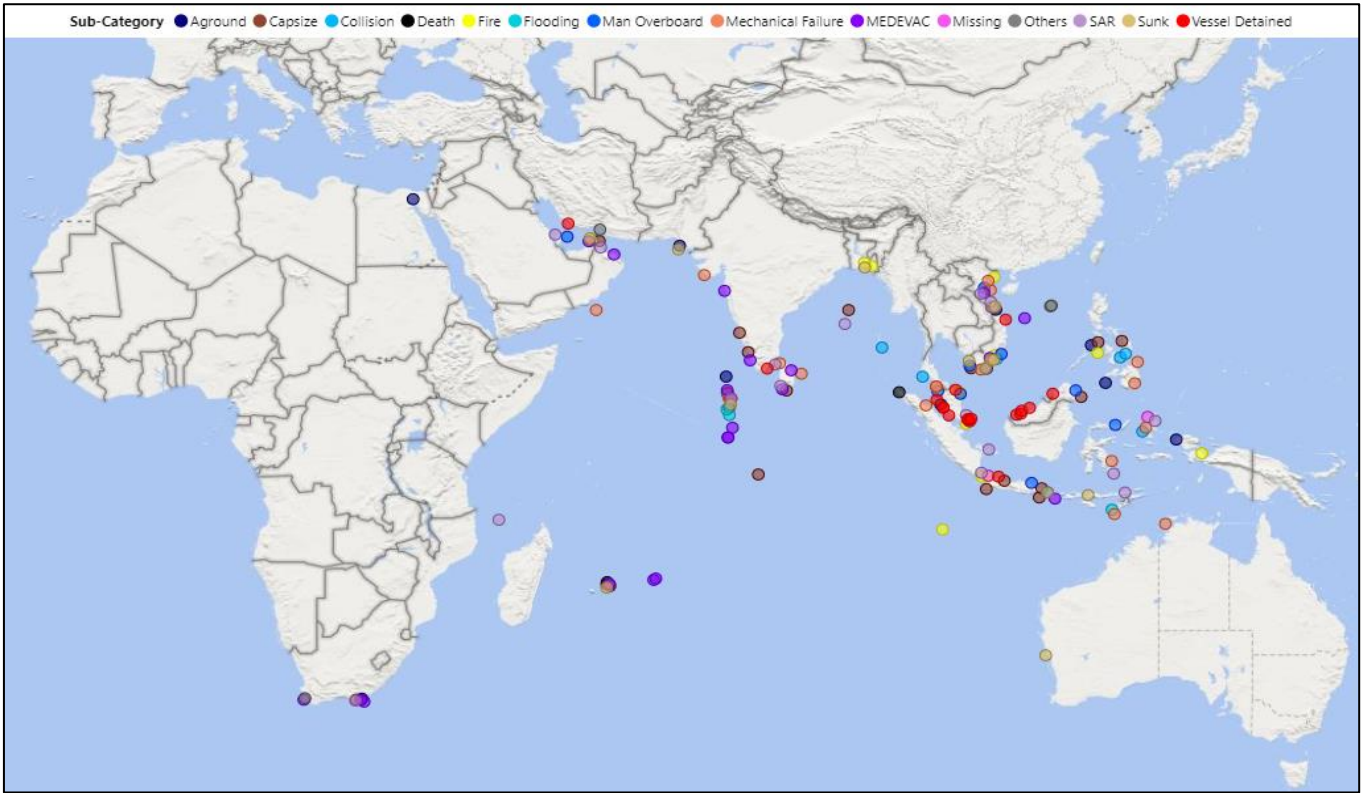 Sub-Category Aground Capsize Collision Death Fire Flooding Man Overboard Mechanical Failure MEDEVAC Missing Others SAR Sunk Vessel Detained